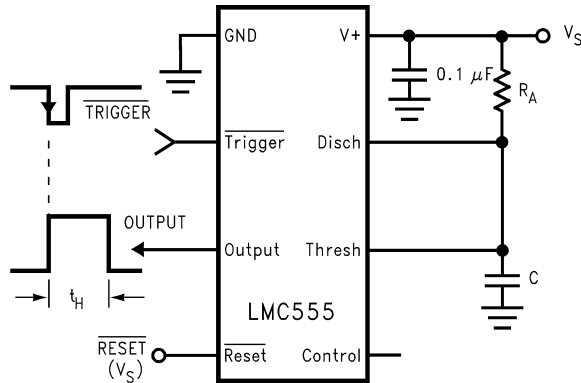 GND
V+
V_S
0.1 μF
R_A
TRIGGER
Trigger
Disch
OUTPUT
Output
Thresh
C
t_H
LMC555
RESET
(V_S)
Reset
Control